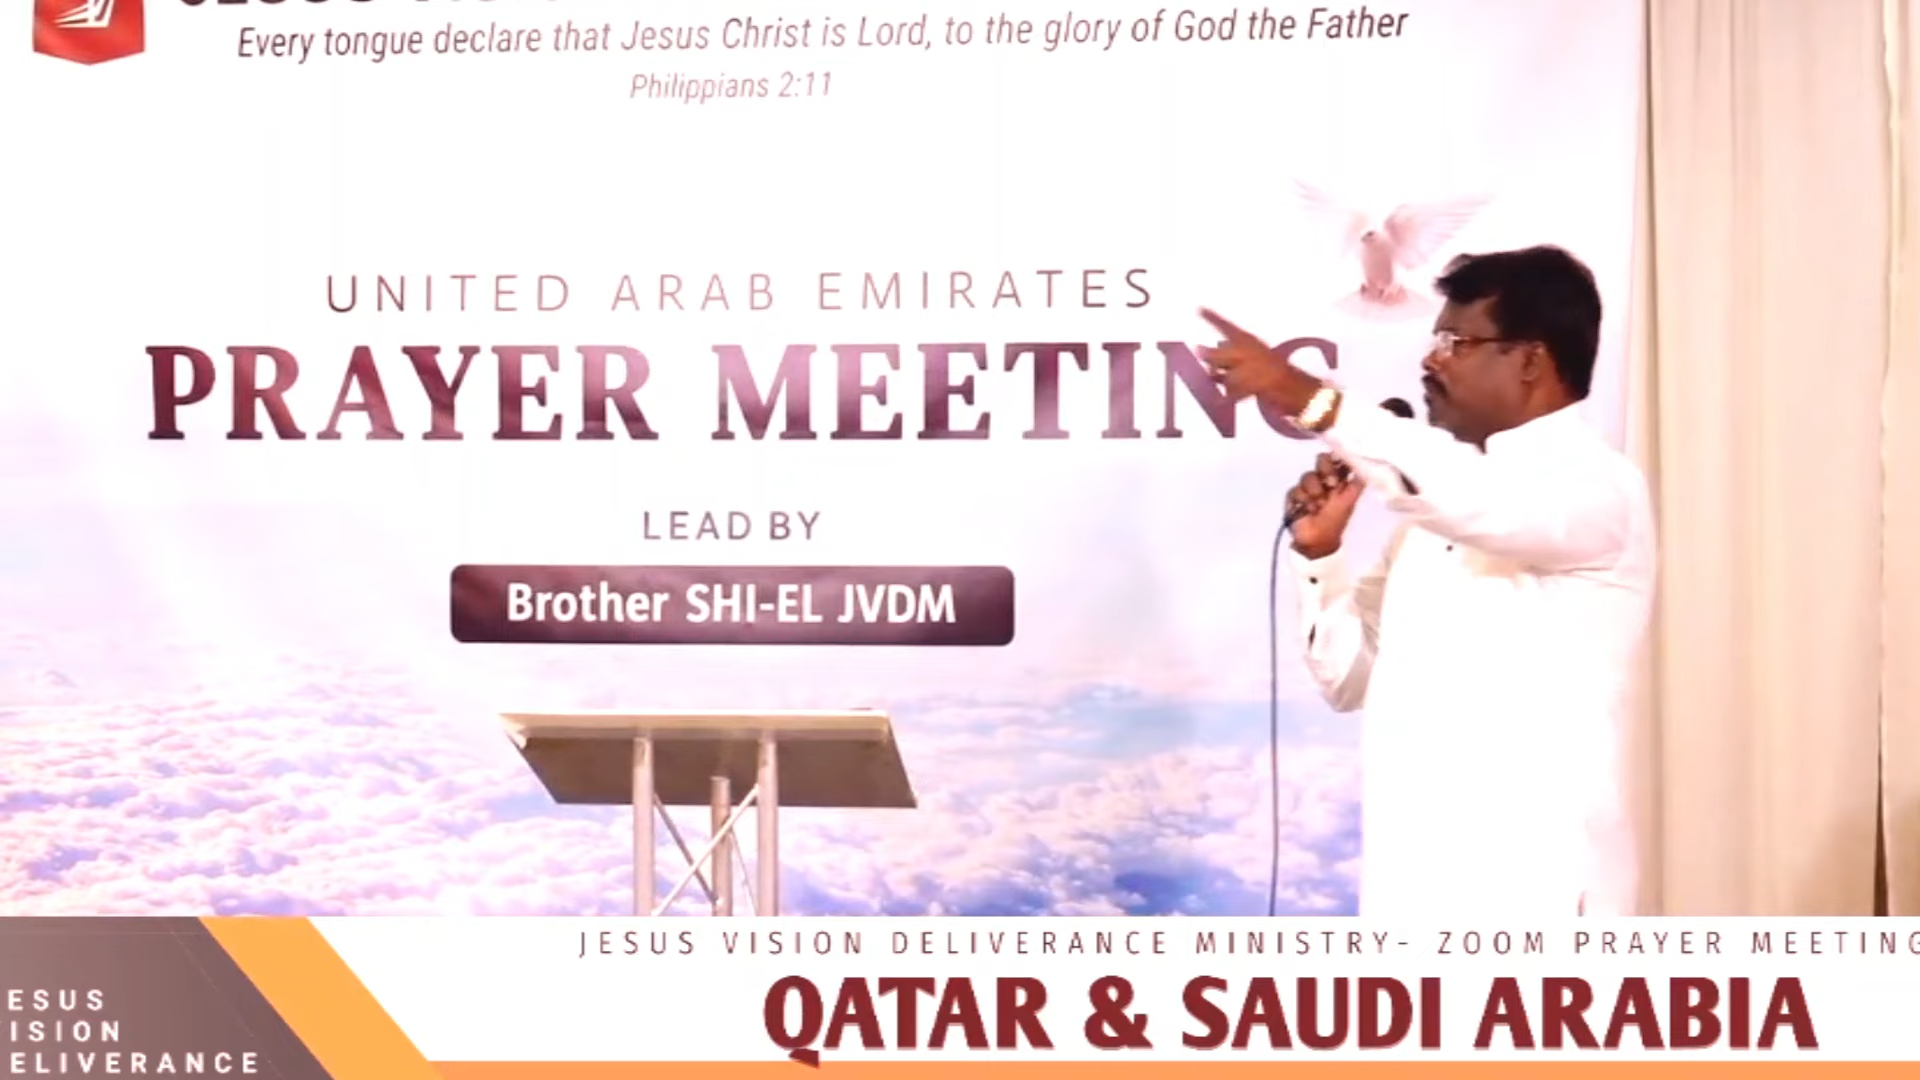 Every tongue declare that Jesus Christ is Lord, to the glory of God the Father
Philippians 2:11
UNITED ARAB EMIRATES
PRAYER MEETING
LEAD BY
Brother SHI-EL JVDM
JESUS VISION DELIVERANCE MINISTRY- ZOOM PRAYER MEETING
QATAR & SAUDI ARABIA
ESUS
ISION
ELIVERANCE